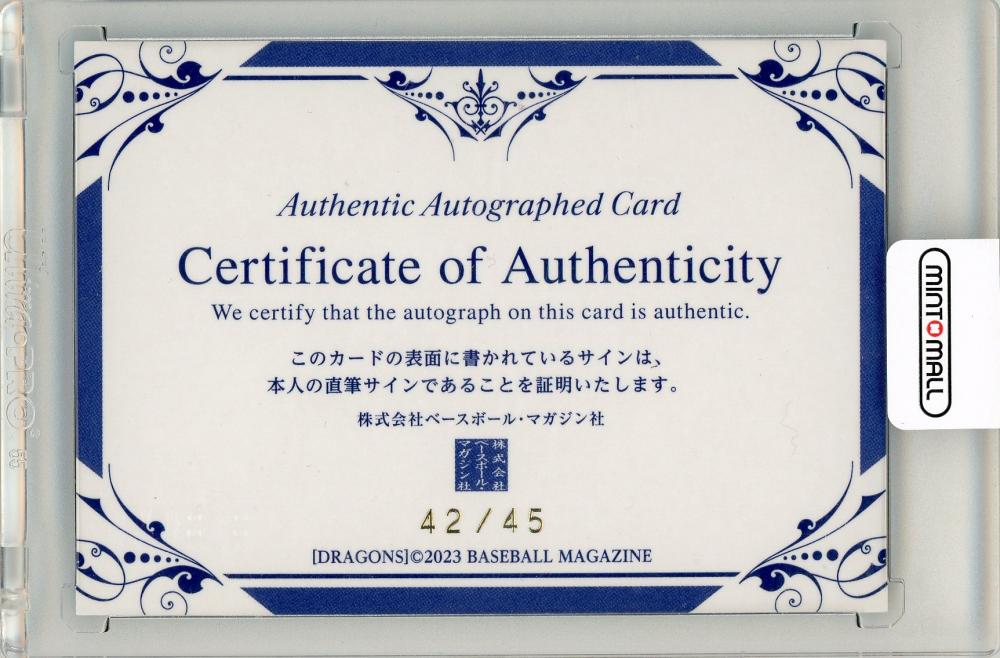 Authentic Autographed Card
Certificate of Authenticity
We certify that the autograph on this card is authentic.
このカードの表面に書かれているサインは、
本人の直筆サインであることを証明いたします。
株式会社ベースボール・マガジン社
株式会社
ベースボール・
マガジン社
42/45
[DRAGONS]©2023 BASEBALL MAGAZINE
MINT MALL